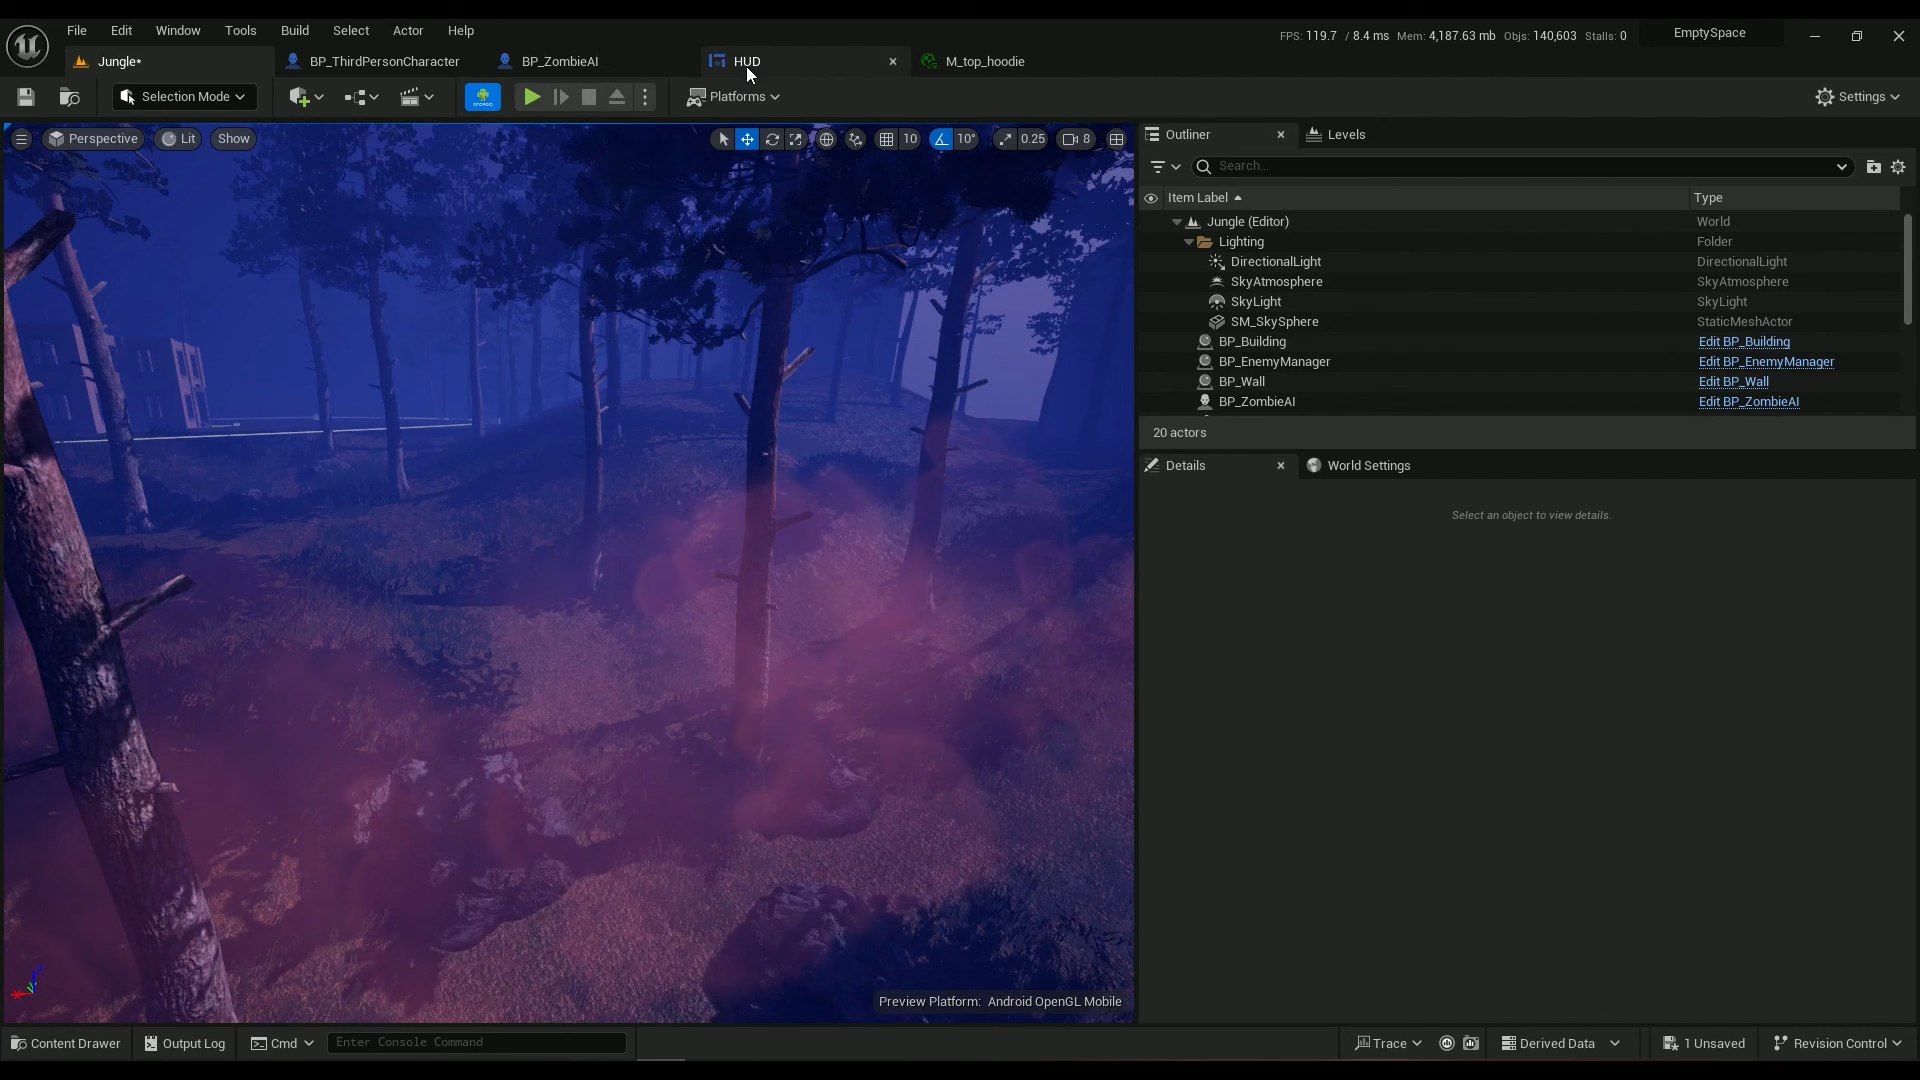 File Edit Window Tools Build Select Actor Help
FPS: 119.7 / 8.4 ms Mem: 4,187.63 mb Objs: 140,603 Stalls: 0
EmptySpace
Jungle*
BP_ThirdPersonCharacter
BP_ZombieAI
HUD
M_top_hoodie
Selection Mode
Platforms
Settings
Perspective
Lit
Show
10
10°
0.25
8
Outliner
Levels
Search...
Item Label
Type
Jungle (Editor) World
Lighting Folder
DirectionalLight DirectionalLight
SkyAtmosphere SkyAtmosphere
SkyLight SkyLight
SM_SkySphere StaticMeshActor
BP_Building Edit BP_Building
BP_EnemyManager Edit BP_EnemyManager
BP_Wall Edit BP_Wall
BP_ZombieAI Edit BP_ZombieAI
20 actors
Details
World Settings
Select an object to view details.
Preview Platform: Android OpenGL Mobile
Content Drawer
Output Log
Cmd
Enter Console Command
Trace
Derived Data
1 Unsaved
Revision Control